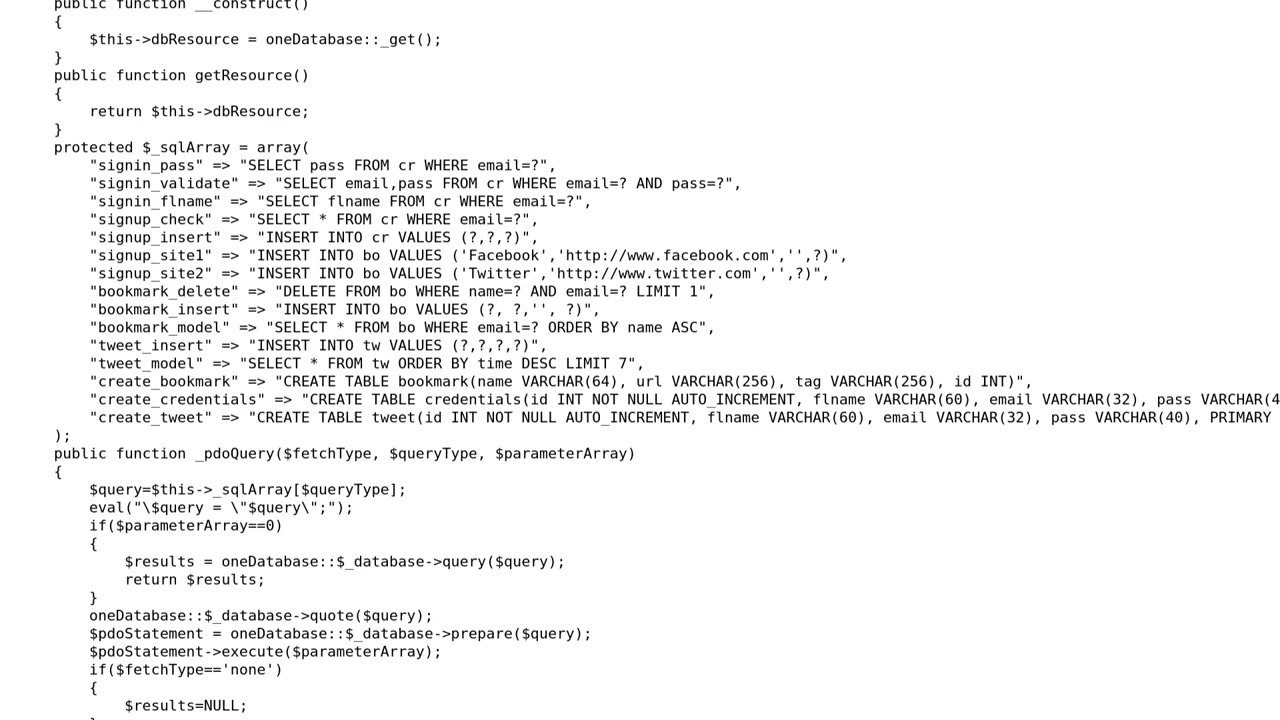 public function __construct()
{
$this->dbResource = oneDatabase::_get();
}
public function getResource()
{
return $this->dbResource;
}
protected $_sqlArray = array(
"signin_pass" => "SELECT pass FROM cr WHERE email=?",
"signin_validate" => "SELECT email,pass FROM cr WHERE email=? AND pass=?",
"signin_flname" => "SELECT flname FROM cr WHERE email=?",
"signup_check" => "SELECT * FROM cr WHERE email=?",
"signup_insert" => "INSERT INTO cr VALUES (?,?,?)",
"signup_site1" => "INSERT INTO bo VALUES ('Facebook','http://www.facebook.com','',?)",
"signup_site2" => "INSERT INTO bo VALUES ('Twitter','http://www.twitter.com','',?)",
"bookmark_delete" => "DELETE FROM bo WHERE name=? AND email=? LIMIT 1",
"bookmark_insert" => "INSERT INTO bo VALUES (?, ?,'', ?)",
"bookmark_model" => "SELECT * FROM bo WHERE email=? ORDER BY name ASC",
"tweet_insert" => "INSERT INTO tw VALUES (?,?,?,?)",
"tweet_model" => "SELECT * FROM tw ORDER BY time DESC LIMIT 7",
"create_bookmark" => "CREATE TABLE bookmark(name VARCHAR(64), url VARCHAR(256), tag VARCHAR(256), id INT)",
"create_credentials" => "CREATE TABLE credentials(id INT NOT NULL AUTO_INCREMENT, flname VARCHAR(60), email VARCHAR(32), pass VARCHAR(4
"create_tweet" => "CREATE TABLE tweet(id INT NOT NULL AUTO_INCREMENT, flname VARCHAR(60), email VARCHAR(32), pass VARCHAR(40), PRIMARY
);
public function _pdoQuery($fetchType, $queryType, $parameterArray)
{
$query=$this->_sqlArray[$queryType];
eval("\$query = \"$query\";");
if($parameterArray==0)
{
$results = oneDatabase::$_database->query($query);
return $results;
}
oneDatabase::$_database->quote($query);
$pdoStatement = oneDatabase::$_database->prepare($query);
$pdoStatement->execute($parameterArray);
if($fetchType=='none')
{
$results=NULL;